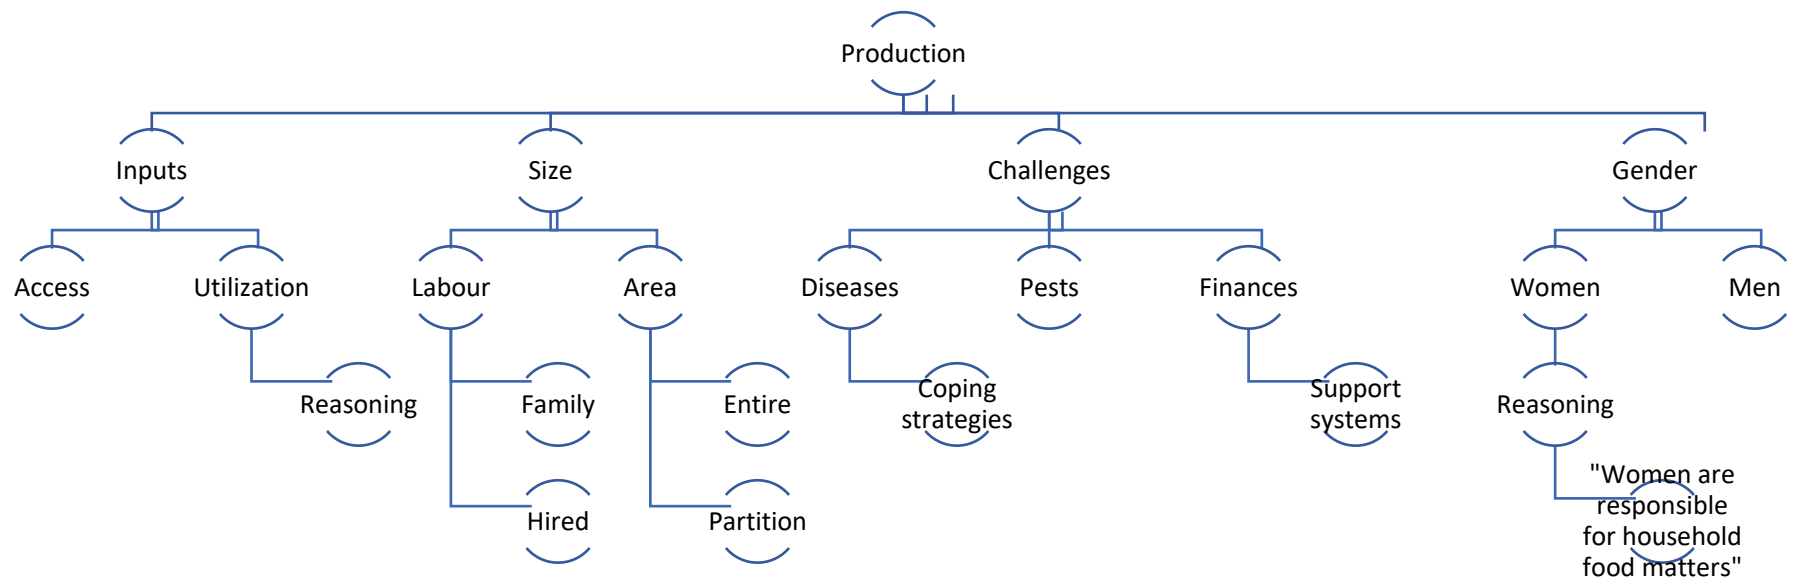 Production
Inputs
Size
Challenges
Gender
Access
Utilization
Labour
Area
Diseases
Pests
Finances
Women
Men
Reasoning
Family
Entire
Coping
strategies
Support
systems
Reasoning
Hired
Partition
"Women are
responsible
for household
food matters"